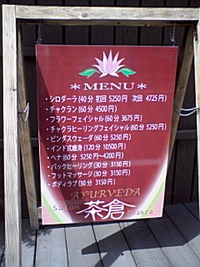 ＊MENU＊
・シロダーラ (40分 初回 5250円 次回 4725円)
・チャクラン (60分 4500円)
・フラワーフェイシャル (60分 3675円)
・チャクラヒーリングフェイシャル (60分 5250円)
・ピンダスウェーダ (60分 5250円)
・インド式痩身 (120分 10500円)
・ヘナ (60分 5250円～4200円)
・バックヒーリング (30分 3150円)
・フットマッサージ (30分 3150円)
・ボディラブ (30分 3150円)
AYURVEDA
Salon 茶倉